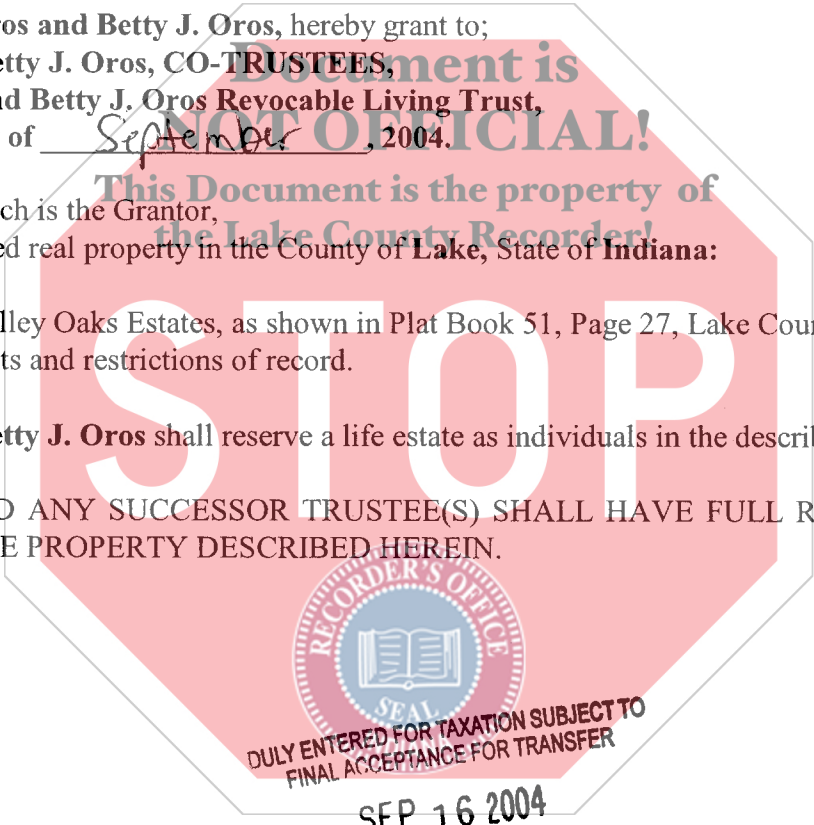 ros and Betty J. Oros, hereby grant to;
etty J. Oros, CO-TRUSTEES,
Document is
nd Betty J. Oros Revocable Living Trust,
NOT OFFICIAL!
of September, 2004.
This Document is the property of
ch is the Grantor,
the Lake County Recorder!
ed real property in the County of Lake, State of Indiana:
STOP
lley Oaks Estates, as shown in Plat Book 51, Page 27, Lake Cou
ts and restrictions of record.
etty J. Oros shall reserve a life estate as individuals in the describ
D ANY SUCCESSOR TRUSTEE(S) SHALL HAVE FULL R
E PROPERTY DESCRIBED HEREIN.
RECORDER'S OFFICE
SEAL
DULY ENTERED FOR TAXATION SUBJECT TO
FINAL ACCEPTANCE FOR TRANSFER
SEP 16 2004